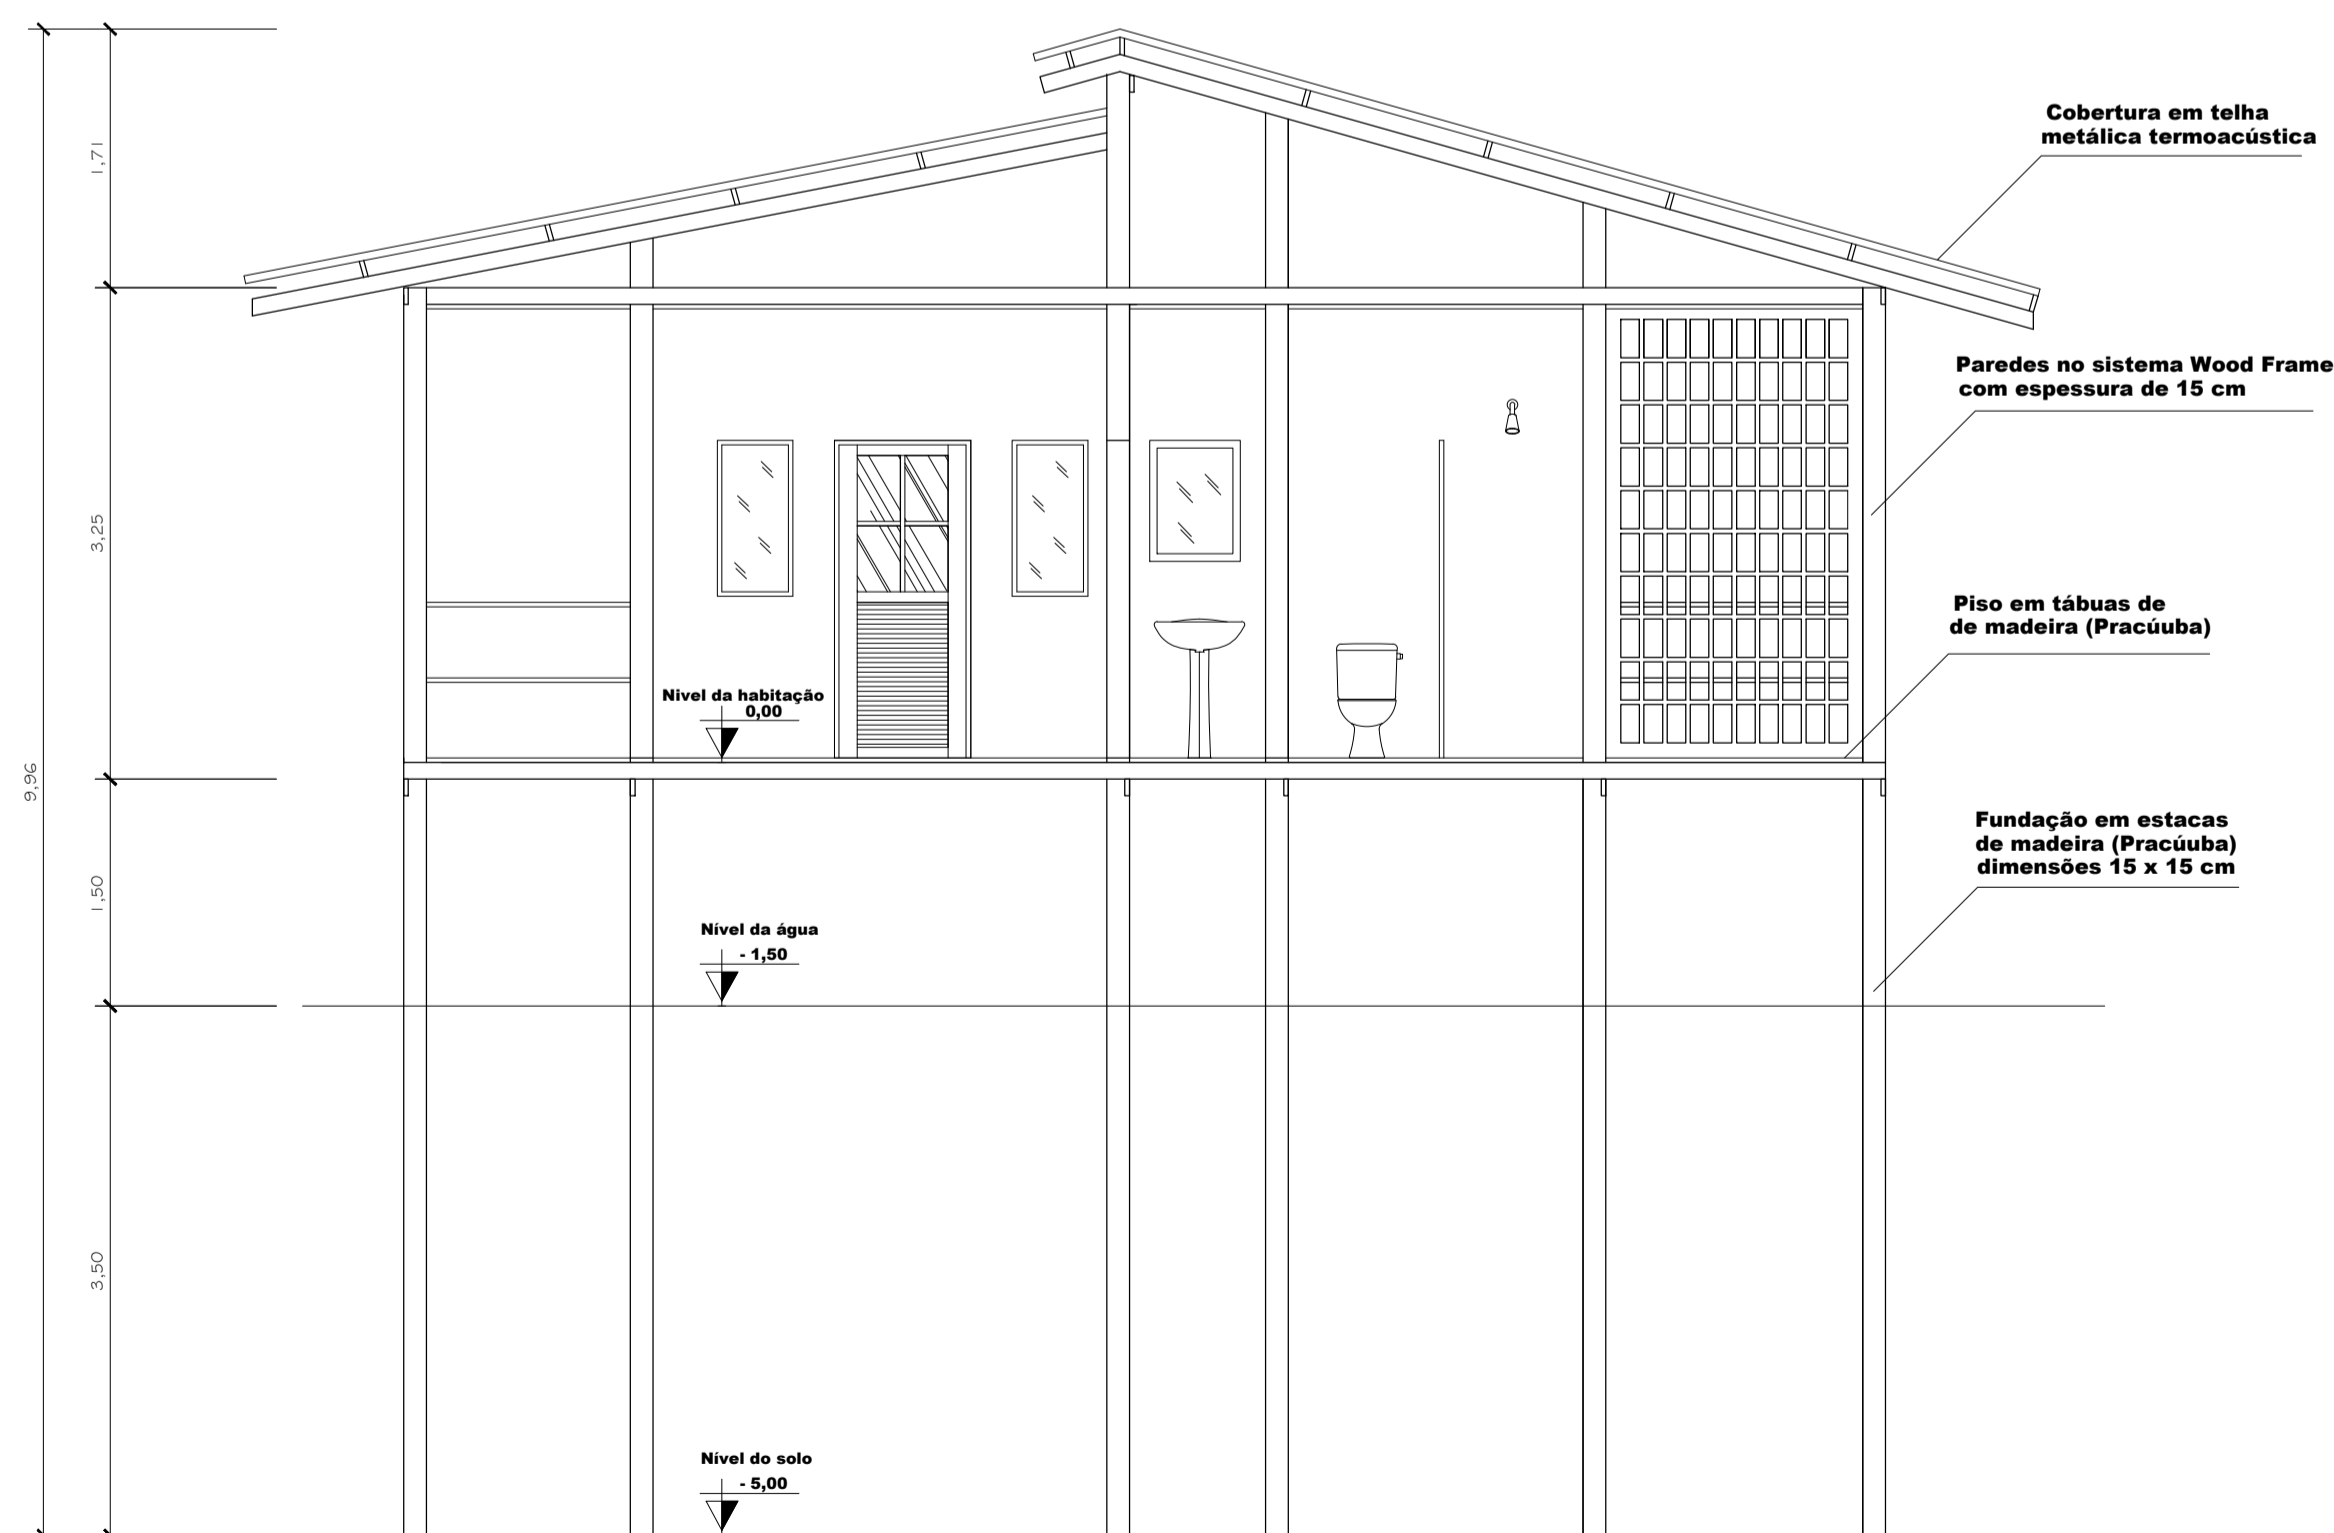 1,71
3,25
9,96
1,50
3,50
Cobertura em telha
metálica termoacústica
Paredes no sistema Wood Frame
com espessura de 15 cm
Piso em tábuas de
de madeira (Pracúuba)
Fundação em estacas
de madeira (Pracúuba)
dimensões 15 x 15 cm
Nivel da habitação
0,00
Nível da água
- 1,50
Nível do solo
- 5,00